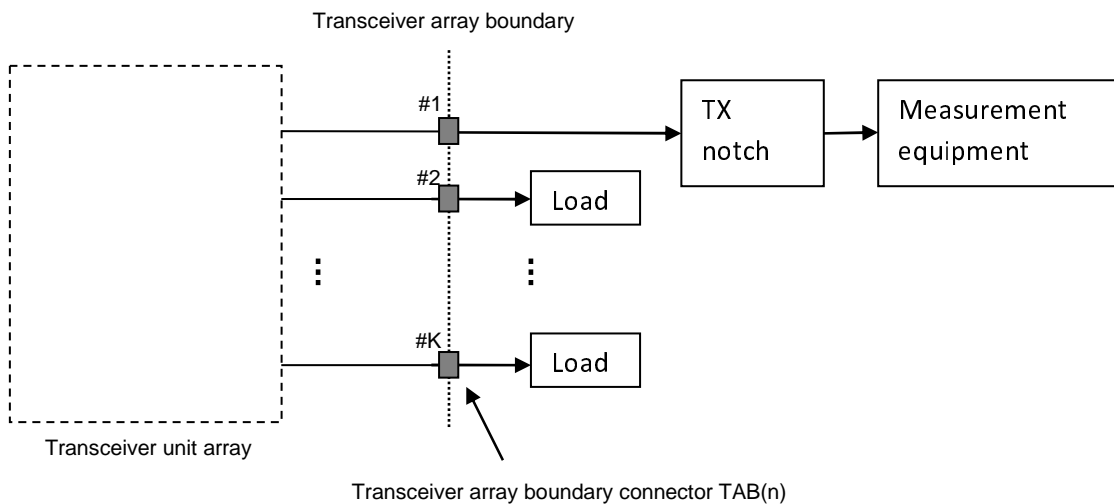 Transceiver array boundary
#1
TX
notch
Measurement
equipment
#2
Load
#K
Load
Transceiver unit array
Transceiver array boundary connector TAB(n)